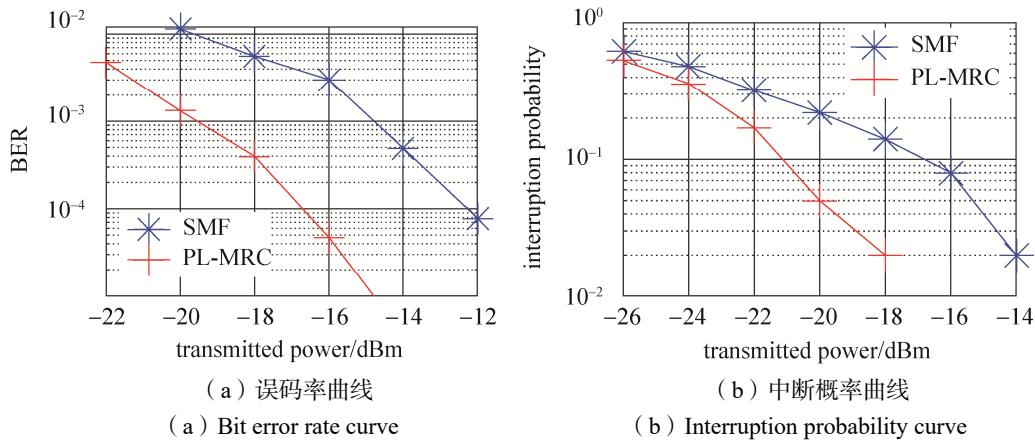 10⁻²
10⁻³
10⁻⁴
BER
SMF
PL-MRC
−22 −20 −18 −16 −14 −12
transmitted power/dBm
（a）误码率曲线
（a）Bit error rate curve
10⁰
10⁻¹
10⁻²
interruption probability
SMF
PL-MRC
−26 −24 −22 −20 −18 −16 −14
transmitted power/dBm
（b）中断概率曲线
（b）Interruption probability curve